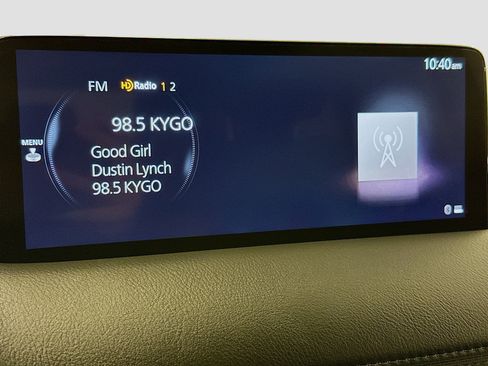 10:40am
FM HD Radio 1 2
98.5 KYGO
MENU
Good Girl
Dustin Lynch
98.5 KYGO